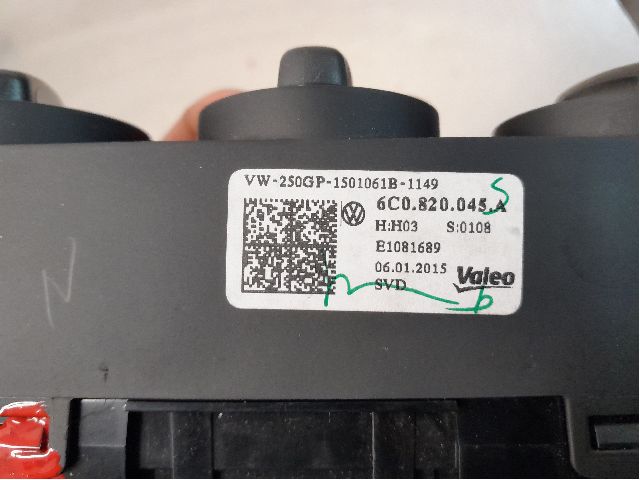 VW-250GP-1501061B-1149
6C0.820.045.A
H:H03 S:0108
E1081689
06.01.2015
SVD
Valeo
N